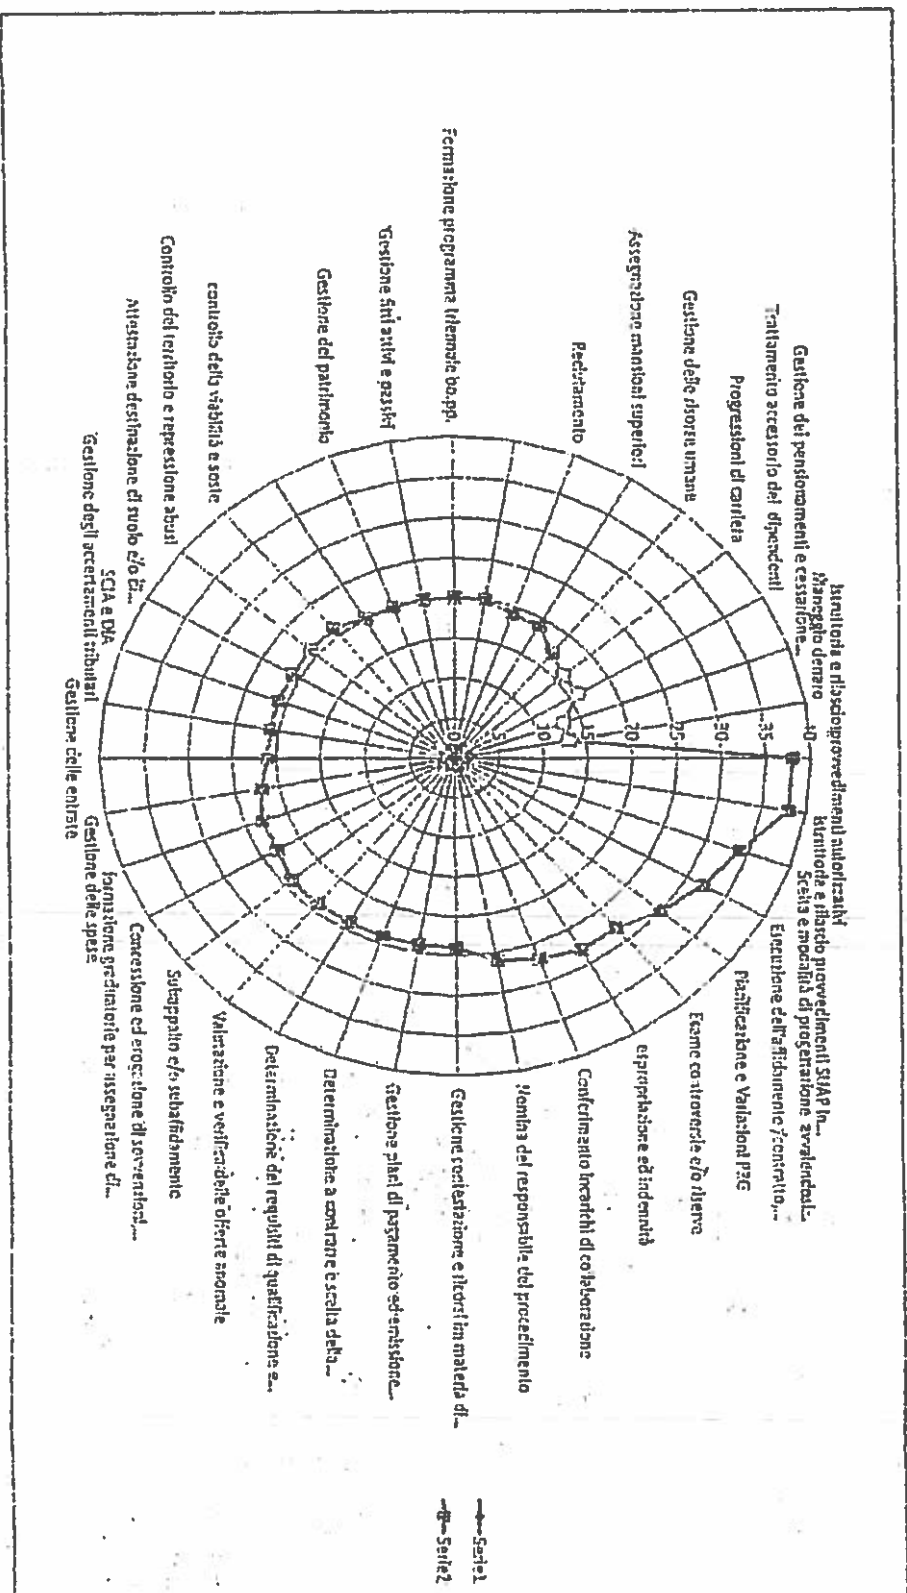 Istruttoria e rilascio provvedimenti autorizzativi
Istruttoria e rilascio provvedimenti SUAP in...
Scelta e modalità di progettazione avvalendosi...
Esecuzione dell'affidamento /contratto,...
Pianificazione e Variazioni PRG
Esame controversie e/o riserve
espropriazione ed indennità
Conferimento incarichi di collaborazione
Nomina del responsabile del procedimento
Gestione contestazione e ricorsi in materia di...
Gestione piani di pagamento ed emissione...
Determinazione a contrarre e scelta della...
Determinazione dei requisiti di qualificazione e...
Valutazione e verifica delle offerte anomale
Subappalto e/o subaffidamento
Concessione ed erogazione di sovvenzioni,...
formazione graduatorie per assegnazione di...
Gestione delle spese
Gestione delle entrate
Gestione degli accertamenti tributari
SCIA e DIA
Attestazione destinazione di suolo e/o di...
Controllo del territorio e repressione abusi
controllo della viabilità e soste
Gestione del patrimonio
Gestione fitti attivi e passivi
Formazione programma triennale oo.pp.
Reclutamento
Assegnazione mansioni superiori
Gestione delle risorse umane
Progressioni di carriera
Trattamento accessorio dei dipendenti
Gestione dei pensionamenti e cessazione...
Maneggio denaro
40
35
30
25
20
15
10
5
0
Serie1
Serie2